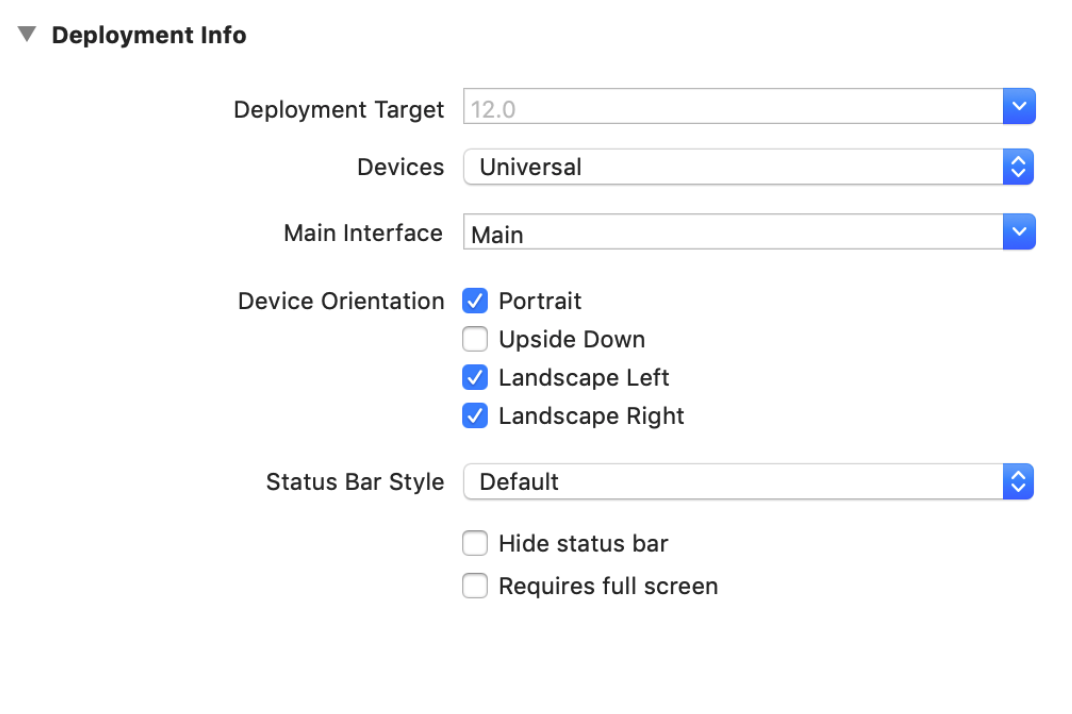 Deployment Info
Deployment Target 12.0
Devices Universal
Main Interface Main
Device Orientation Portrait
Upside Down
Landscape Left
Landscape Right
Status Bar Style Default
Hide status bar
Requires full screen